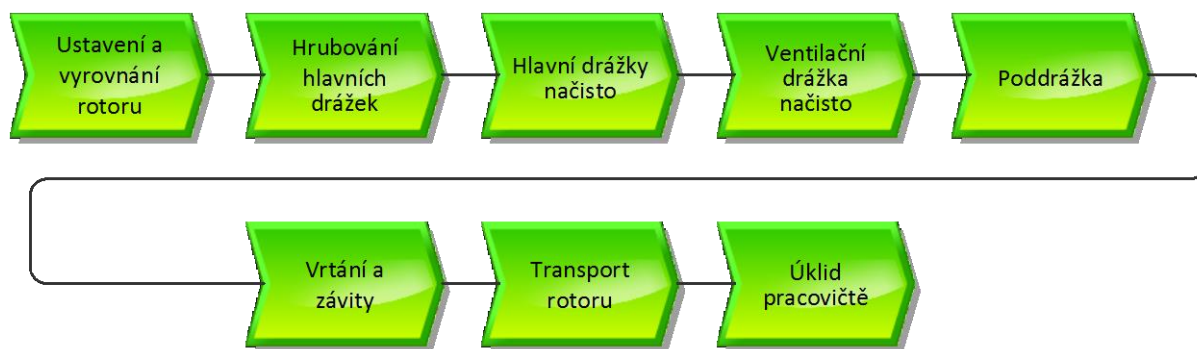 Ustavení a
vyrovnání
rotoru
Hrubování
hlavních
drážek
Hlavní drážky
načisto
Ventilační
drážka
načisto
Poddrážka
Vrtání a
závity
Transport
rotoru
Úklid
pracovičtě